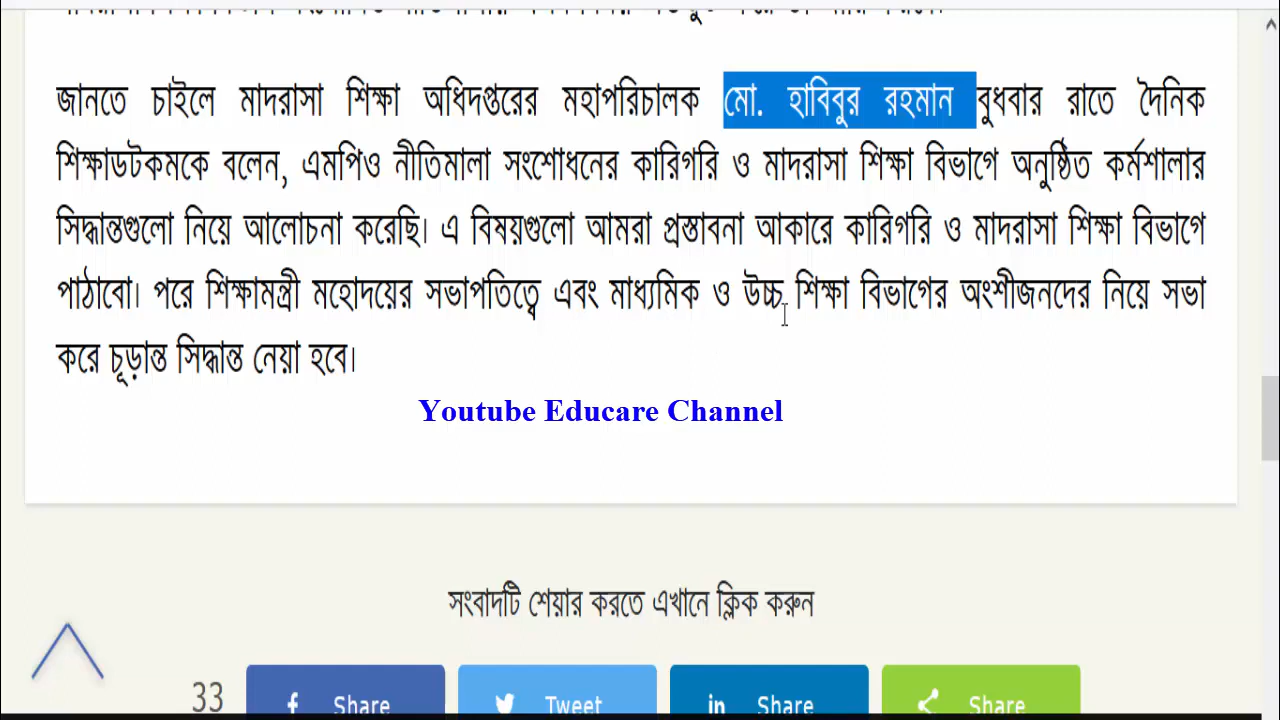 জানতে চাইলে মাদরাসা শিক্ষা অধিদপ্তরের মহাপরিচালক মো. হাবিবুর রহমান বুধবার রাতে দৈনিক
শিক্ষাডটকমকে বলেন, এমপিও নীতিমালা সংশোধনের কারিগরি ও মাদরাসা শিক্ষা বিভাগে অনুষ্ঠিত কর্মশালার
সিদ্ধান্তগুলো নিয়ে আলোচনা করেছি। এ বিষয়গুলো আমরা প্রস্তাবনা আকারে কারিগরি ও মাদরাসা শিক্ষা বিভাগে
পাঠাবো। পরে শিক্ষামন্ত্রী মহোদয়ের সভাপতিত্বে এবং মাধ্যমিক ও উচ্চ শিক্ষা বিভাগের অংশীজনদের নিয়ে সভা
করে চূড়ান্ত সিদ্ধান্ত নেয়া হবে।
Youtube Educare Channel
সংবাদটি শেয়ার করতে এখানে ক্লিক করুন
33 Share Tweet Share Share